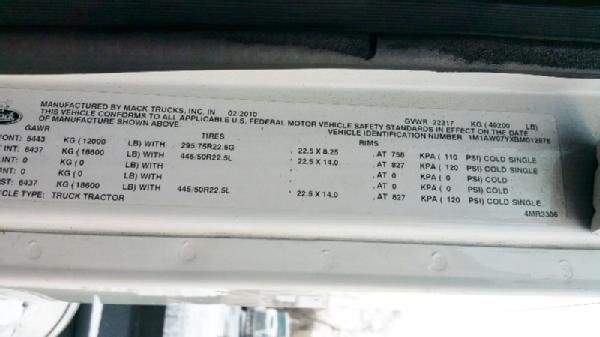 Mack
MANUFACTURED BY MACK TRUCKS, INC. IN 02/2010
THIS VEHICLE CONFORMS TO ALL APPLICABLE U.S. FEDERAL MOTOR VEHICLE SAFETY STANDARDS IN EFFECT ON THE DATE
OF MANUFACTURE SHOWN ABOVE.
GVWR 22317 KG (49200 LB)
VEHICLE IDENTIFICATION NUMBER
GAWR TIRES RIMS
ONT: 5443 KG (12000 LB) WITH 295/75R22.5G , 22.5 X 8.25 , AT 758 KPA (110 PSI) COLD SINGLE
T INT: 8437 KG (18600 LB) WITH 445/50R22.5L , 22.5 X 14.0 , AT 827 KPA (120 PSI) COLD SINGLE
INT: 0 KG (0 LB) WITH , AT 0 KPA (0 PSI) COLD
INT: 0 KG (0 LB) WITH , AT 0 KPA (0 PSI) COLD
ST: 8437 KG (18600 LB) WITH 445/50R22.5L , 22.5 X 14.0 , AT 827 KPA (120 PSI) COLD SINGLE
CLE TYPE: TRUCK TRACTOR